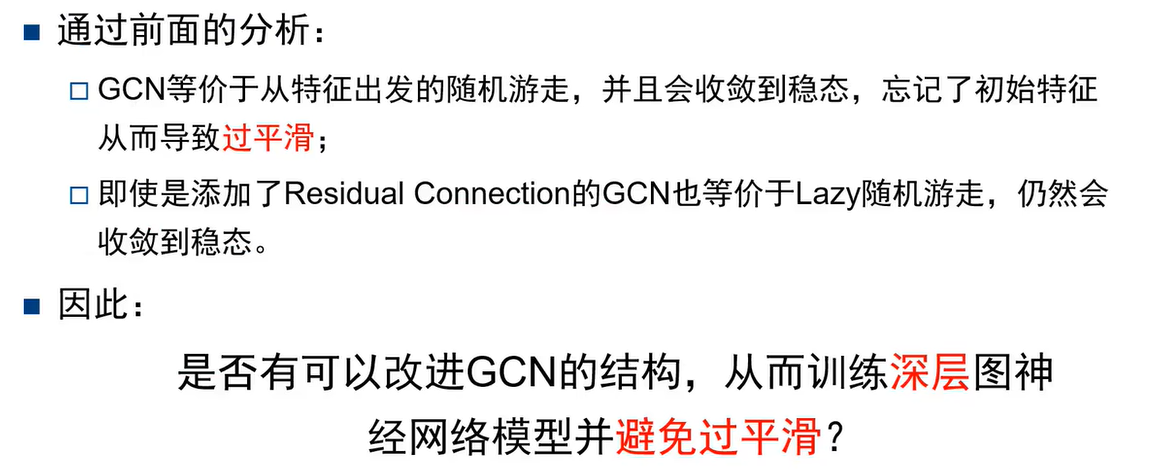 通过前面的分析：
GCN等价于从特征出发的随机游走，并且会收敛到稳态，忘记了初始特征
从而导致过平滑；
即使是添加了Residual Connection的GCN也等价于Lazy随机游走，仍然会
收敛到稳态。
因此：
是否有可以改进GCN的结构，从而训练深层图神
经网络模型并避免过平滑？